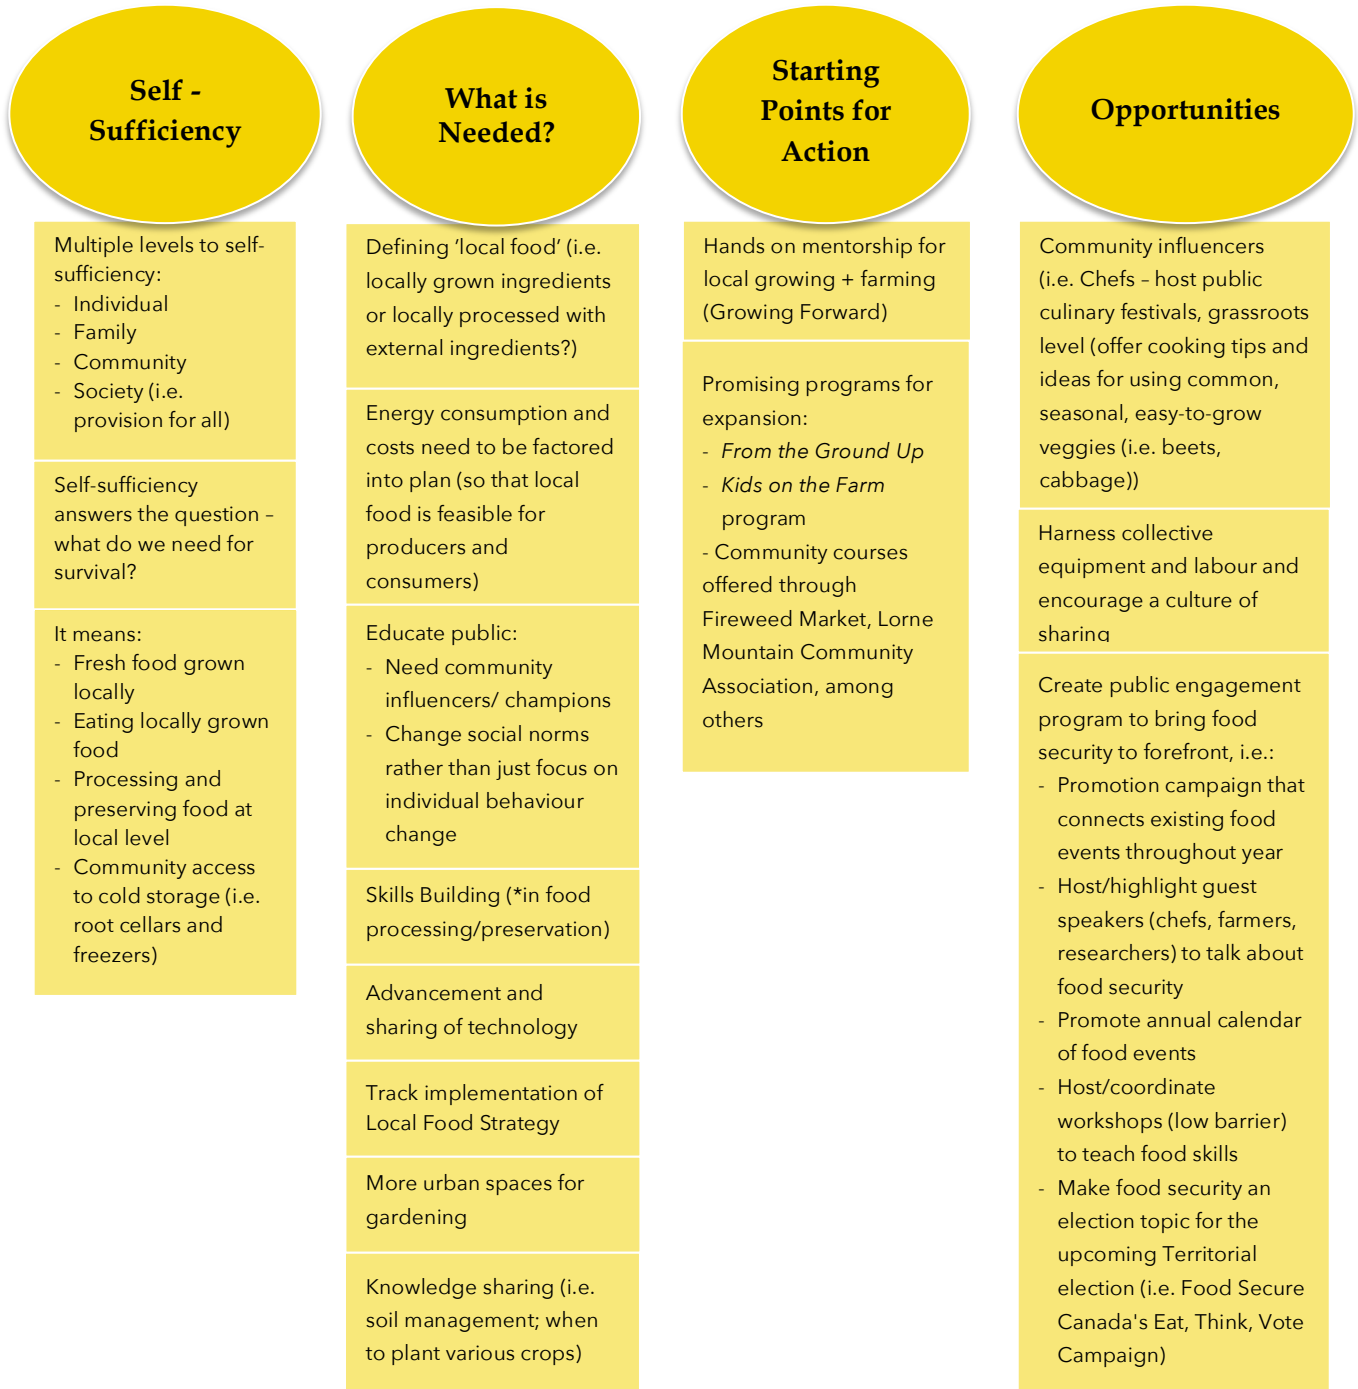 Self -
Sufficiency
Multiple levels to self-
sufficiency:
- Individual
- Family
- Community
- Society (i.e.
provision for all)
Self-sufficiency
answers the question –
what do we need for
survival?
It means:
- Fresh food grown
locally
- Eating locally grown
food
- Processing and
preserving food at
local level
- Community access
to cold storage (i.e.
root cellars and
freezers)
What is
Needed?
Defining ‘local food’ (i.e.
locally grown ingredients
or locally processed with
external ingredients?)
Energy consumption and
costs need to be factored
into plan (so that local
food is feasible for
producers and
consumers)
Educate public:
- Need community
influencers/ champions
- Change social norms
rather than just focus on
individual behaviour
change
Skills Building (*in food
processing/preservation)
Advancement and
sharing of technology
Track implementation of
Local Food Strategy
More urban spaces for
gardening
Knowledge sharing (i.e.
soil management; when
to plant various crops)
Starting
Points for
Action
Hands on mentorship for
local growing + farming
(Growing Forward)
Promising programs for
expansion:
- From the Ground Up
- Kids on the Farm
program
- Community courses
offered through
Fireweed Market, Lorne
Mountain Community
Association, among
others
Opportunities
Community influencers
(i.e. Chefs – host public
culinary festivals, grassroots
level (offer cooking tips and
ideas for using common,
seasonal, easy-to-grow
veggies (i.e. beets,
cabbage))
Harness collective
equipment and labour and
encourage a culture of
sharing
Create public engagement
program to bring food
security to forefront, i.e.:
- Promotion campaign that
connects existing food
events throughout year
- Host/highlight guest
speakers (chefs, farmers,
researchers) to talk about
food security
- Promote annual calendar
of food events
- Host/coordinate
workshops (low barrier)
to teach food skills
- Make food security an
election topic for the
upcoming Territorial
election (i.e. Food Secure
Canada's Eat, Think, Vote
Campaign)